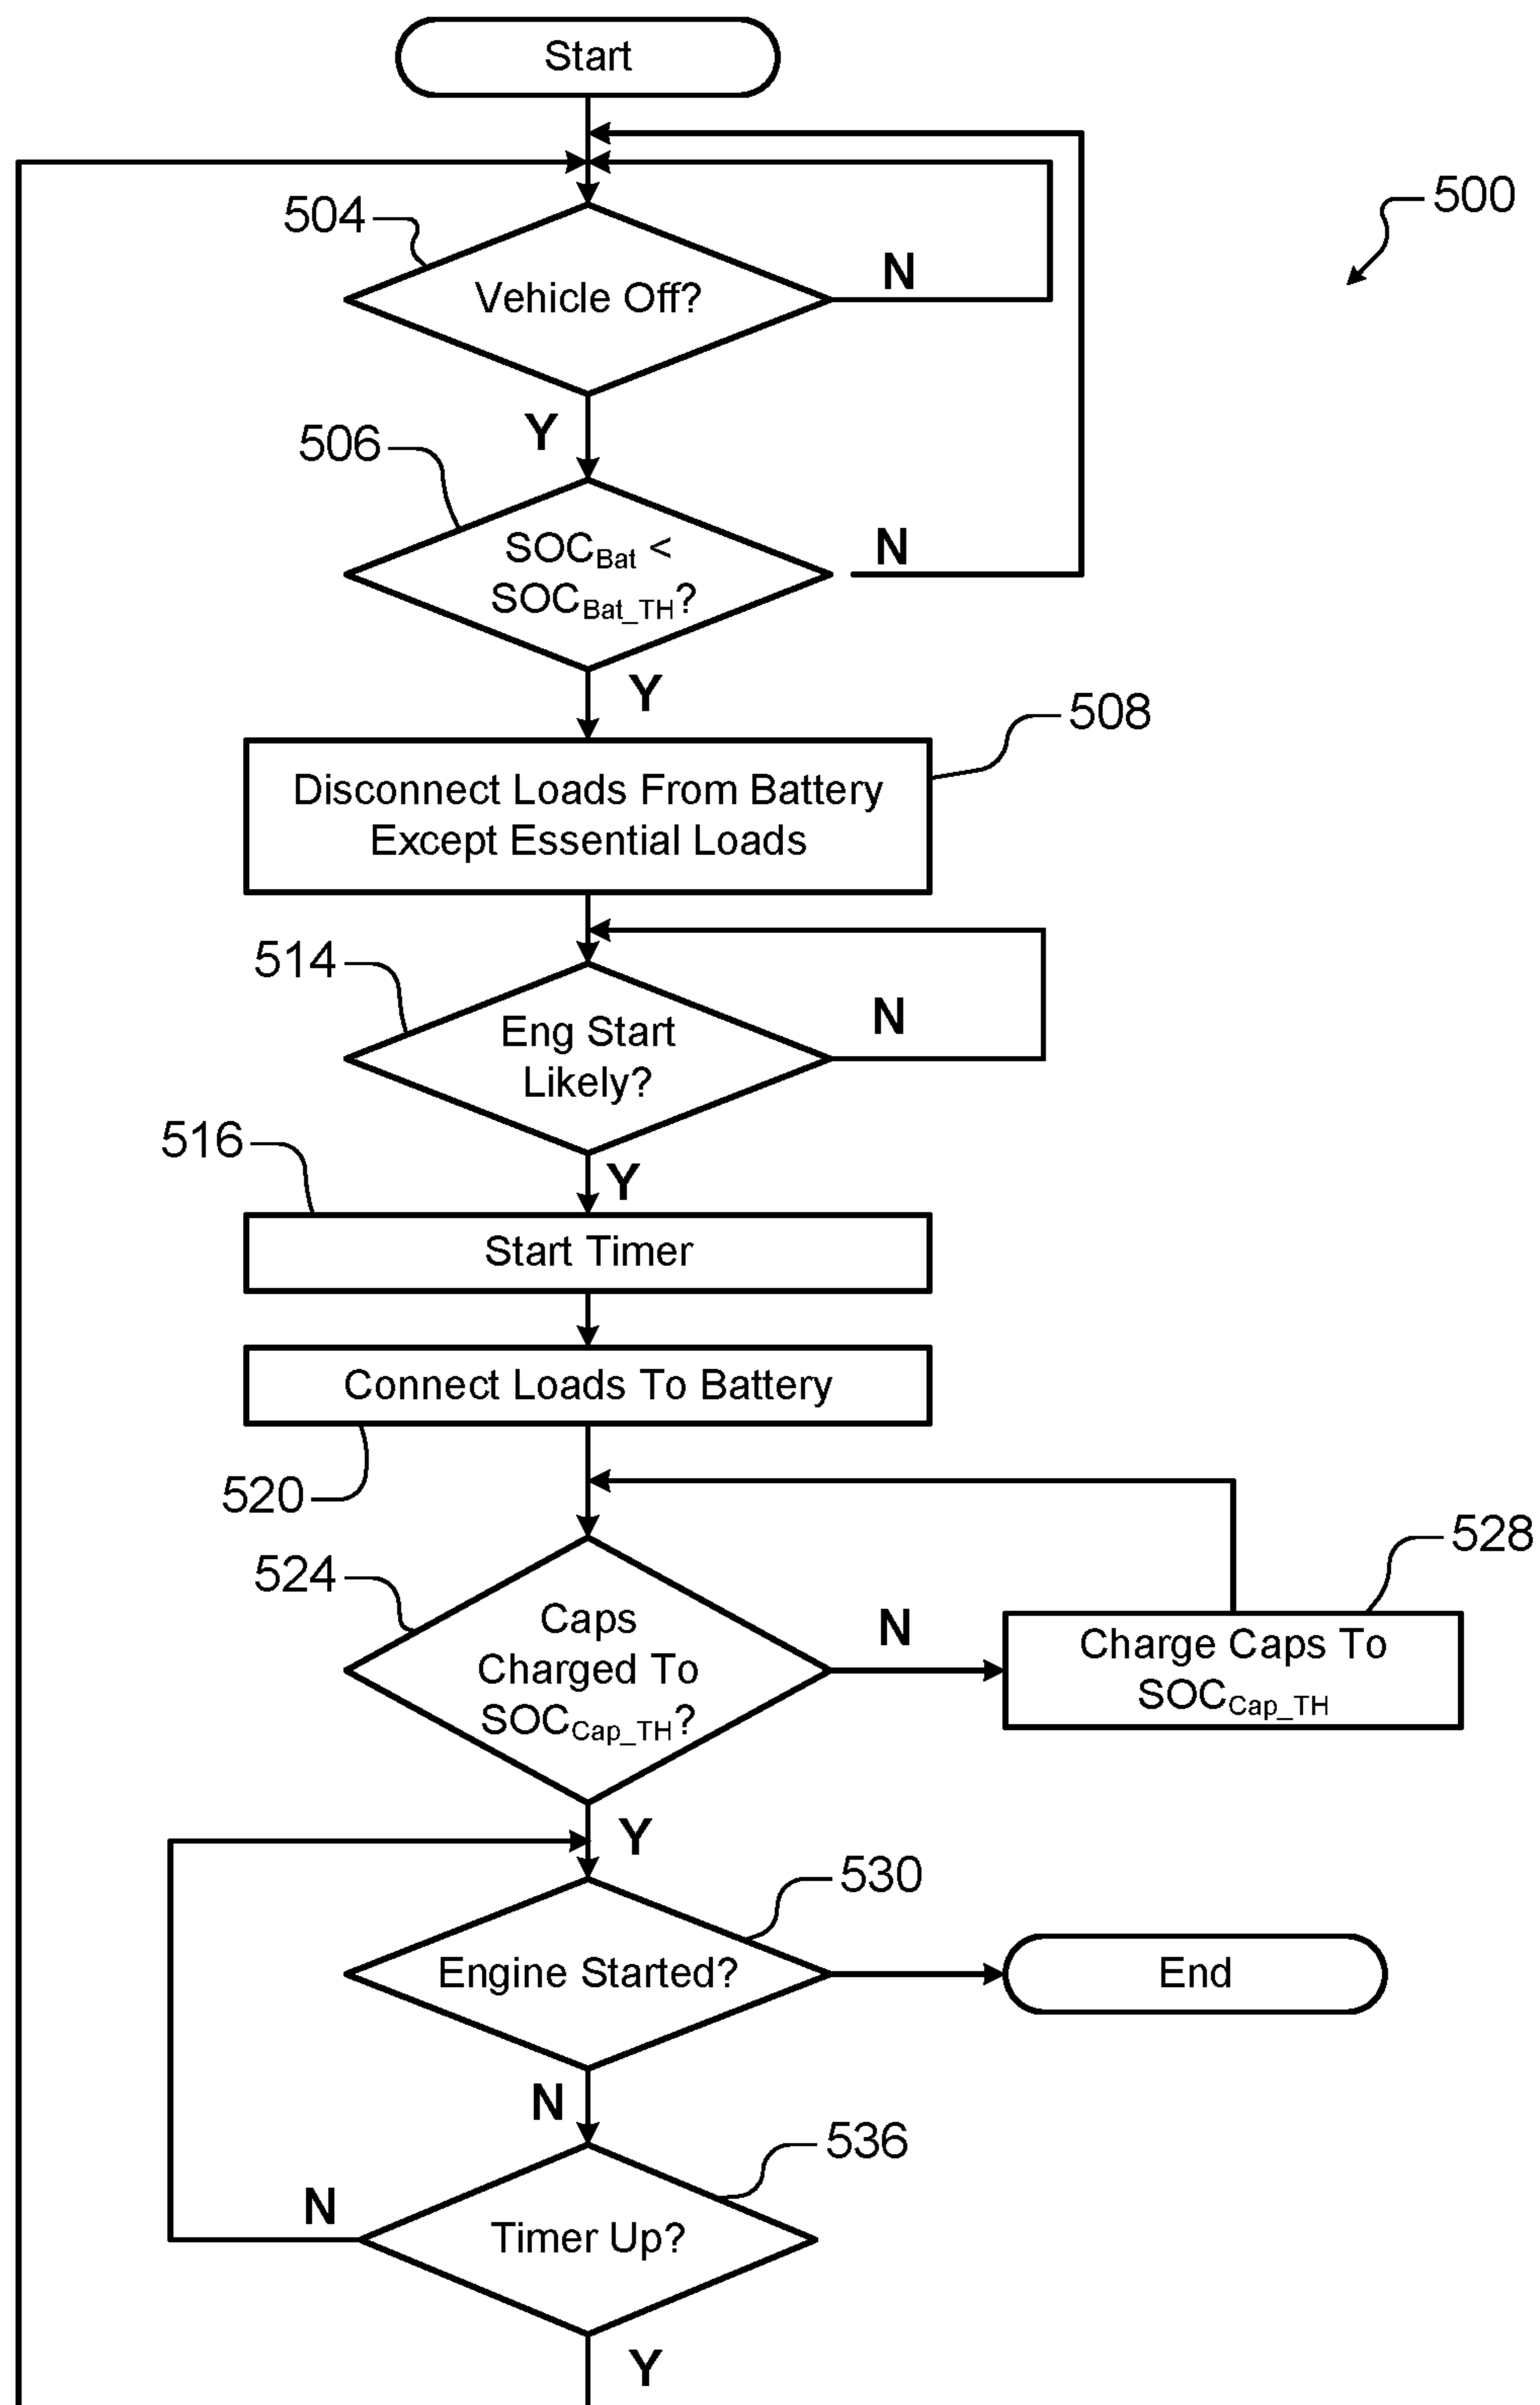 Start
500
504
Vehicle Off?
N
Y
506
SOCBat <
SOCBat_TH?
N
Y
508
Disconnect Loads From Battery
Except Essential Loads
514
Eng Start
Likely?
N
Y
516
Start Timer
Connect Loads To Battery
520
524
Caps
Charged To
SOCCap_TH?
N
528
Charge Caps To
SOCCap_TH
Y
530
Engine Started?
End
N
536
Timer Up?
N
Y